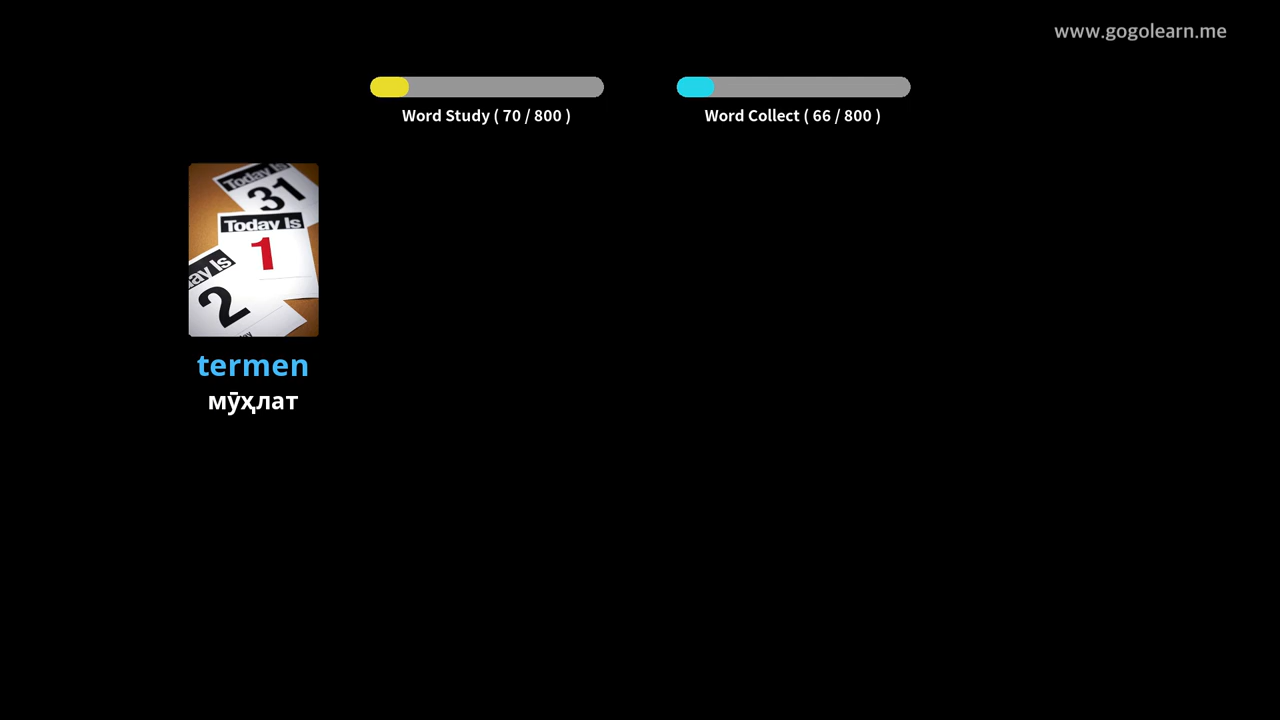 www.gogolearn.me
Word Study ( 70 / 800 )
Word Collect ( 66 / 800 )
Today Is
31
Today Is
1
ay Is
2
termen
мӯҳлат